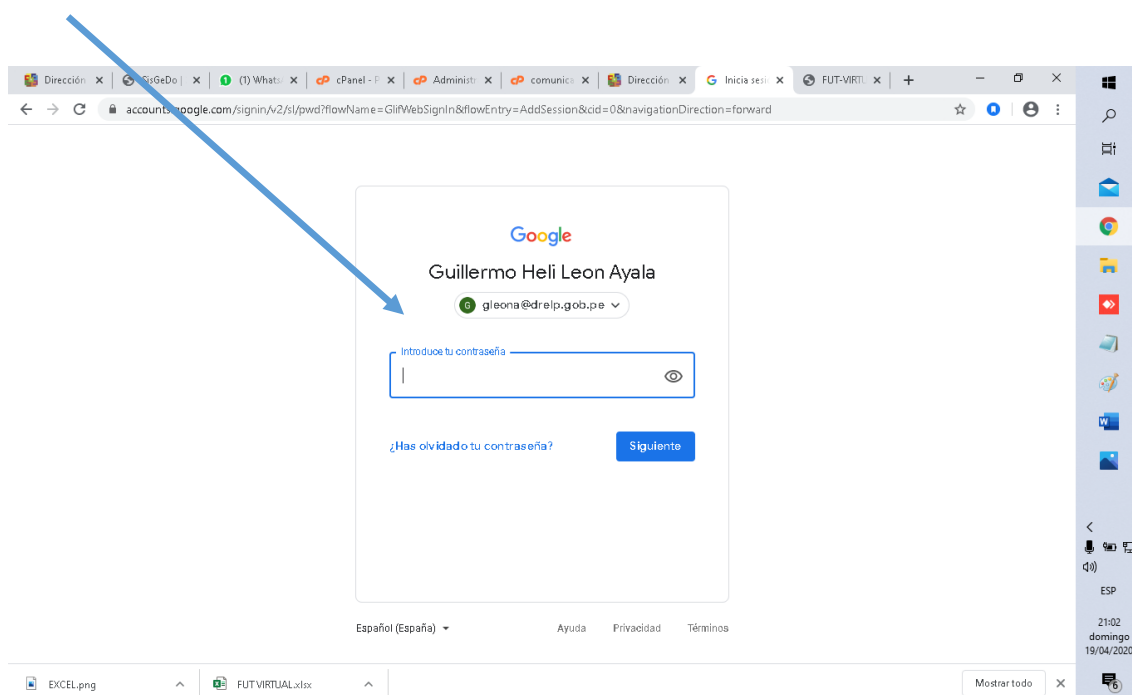 Dirección
SisGeDo |
(1) Whats
cPanel - P
Administr
comunica
Dirección
Inicia sesi
FUT-VIRTU
accounts.google.com/signin/v2/sl/pwd?flowName=GlifWebSignIn&flowEntry=AddSession&cid=0&navigationDirection=forward
Google
Guillermo Heli Leon Ayala
G gleona@drelp.gob.pe
Introduce tu contraseña
¿Has olvidado tu contraseña?
Siguiente
Español (España)
Ayuda
Privacidad
Términos
ESP
21:02
domingo
19/04/2020
EXCEL.png
FUT VIRTUAL.xlsx
Mostrar todo
6